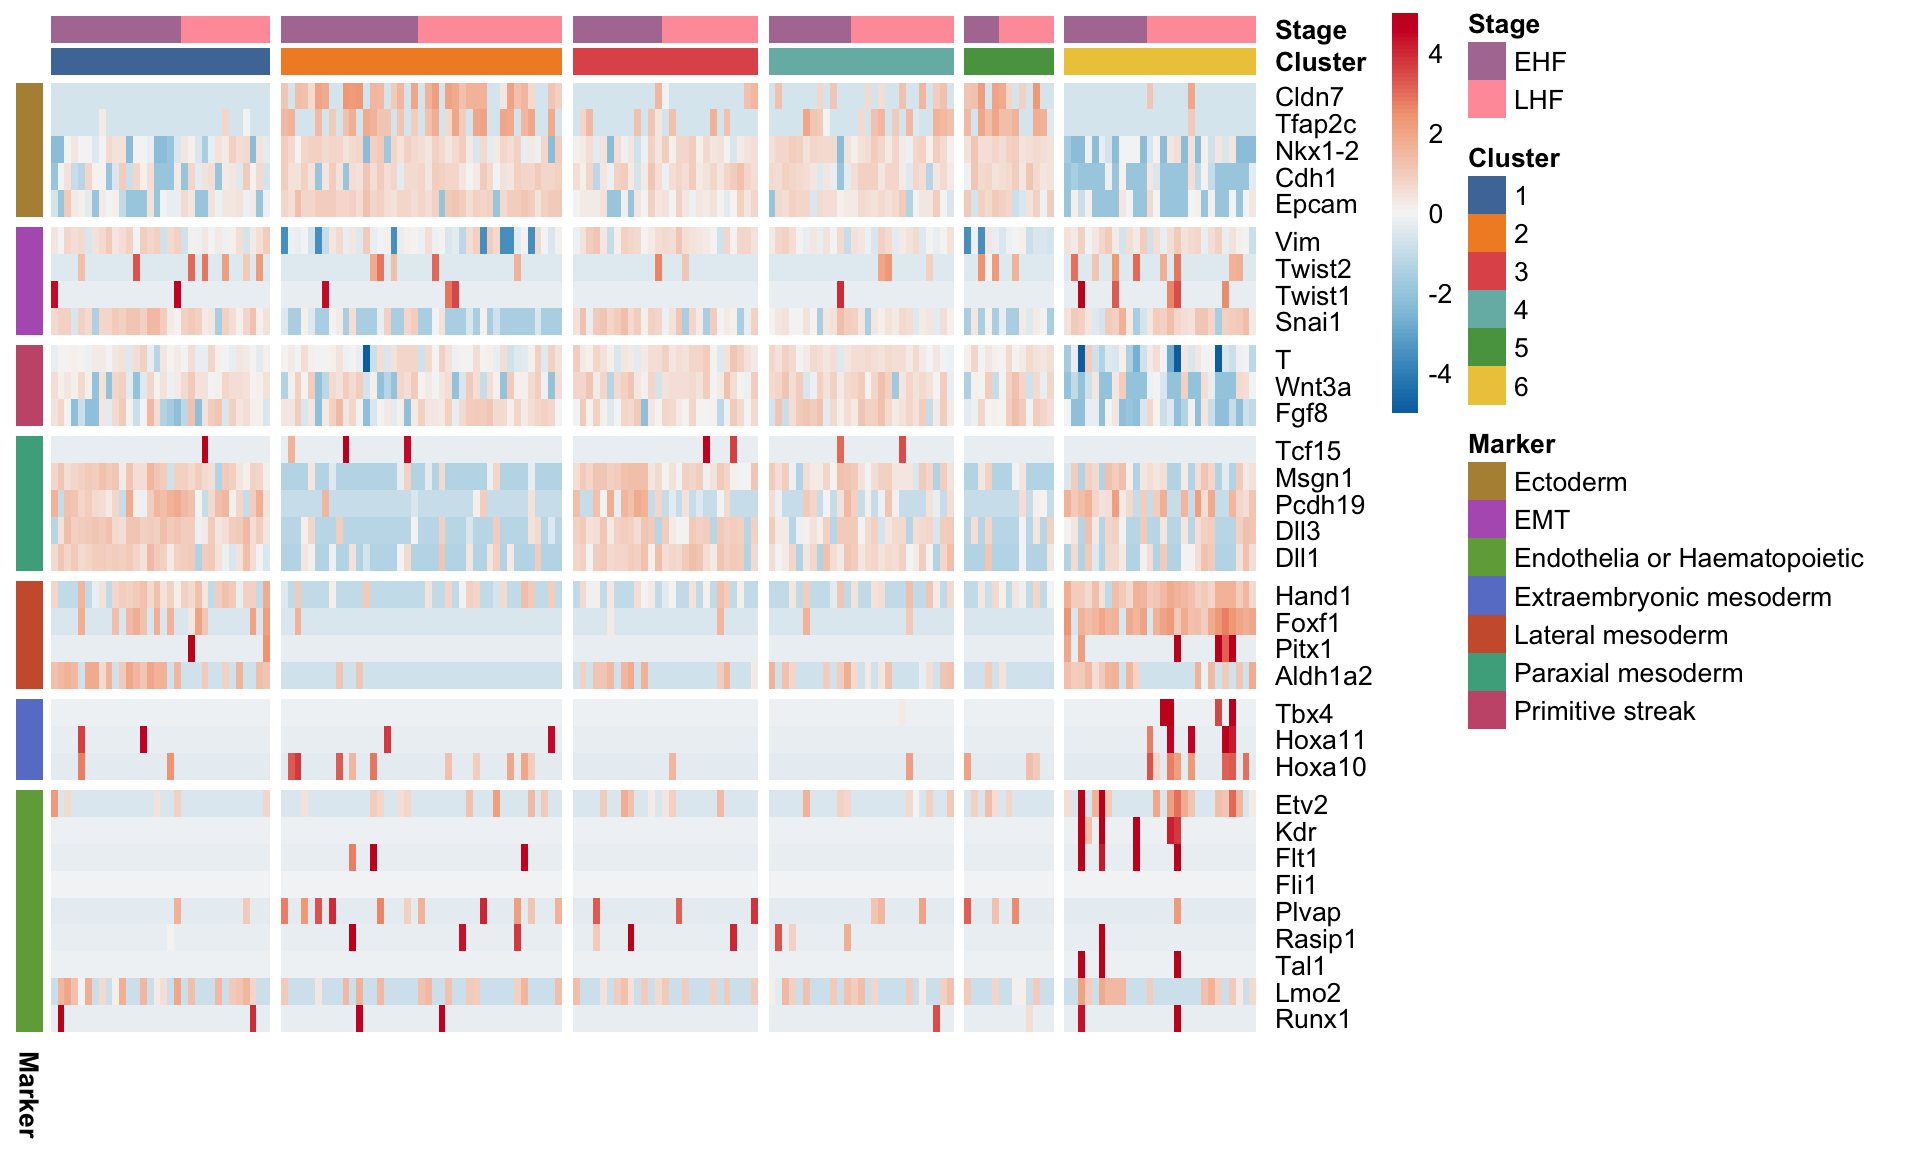 Stage
Cluster
Cldn7
Tfap2c
Nkx1-2
Cdh1
Epcam
Vim
Twist2
Twist1
Snai1
T
Wnt3a
Fgf8
Tcf15
Msgn1
Pcdh19
Dll3
Dll1
Hand1
Foxf1
Pitx1
Aldh1a2
Tbx4
Hoxa11
Hoxa10
Etv2
Kdr
Flt1
Fli1
Plvap
Rasip1
Tal1
Lmo2
Runx1
Marker
4
2
0
-2
-4
Stage
EHF
LHF
Cluster
1
2
3
4
5
6
Marker
Ectoderm
EMT
Endothelia or Haematopoietic
Extraembryonic mesoderm
Lateral mesoderm
Paraxial mesoderm
Primitive streak